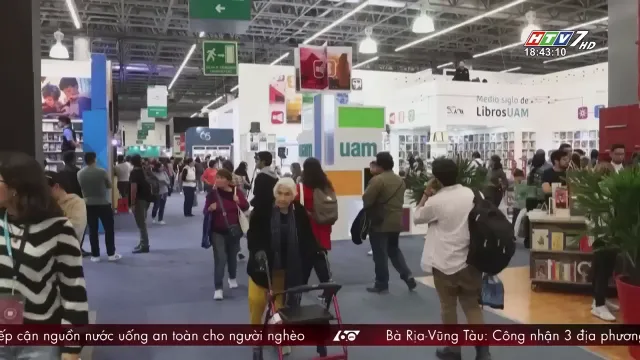 HTV7 HD
18:43:10
Medio siglo de
LibrosUAM
uam
ếp cận nguồn nước uống an toàn cho người nghèo
60
Bà Rịa-Vũng Tàu: Công nhận 3 địa phương